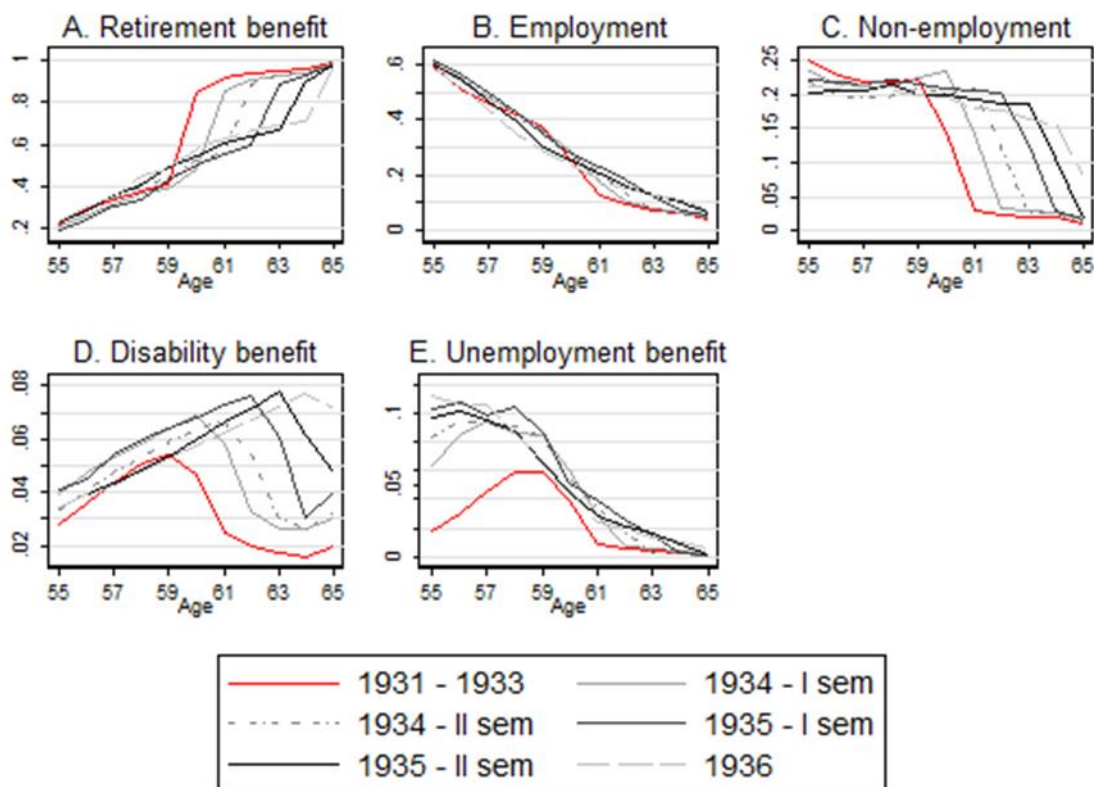 A. Retirement benefit
.2 .4 .6 .8 1
55 57 59 61 63 65
Age
B. Employment
0 .2 .4 .6
55 57 59 61 63 65
Age
C. Non-employment
0 .05 .1 .15 .2 .25
55 57 59 61 63 65
Age
D. Disability benefit
.02 .04 .06 .08
55 57 59 61 63 65
Age
E. Unemployment benefit
0 .05 .1
55 57 59 61 63 65
Age
1931 - 1933
1934 - I sem
1934 - II sem
1935 - I sem
1935 - II sem
1936